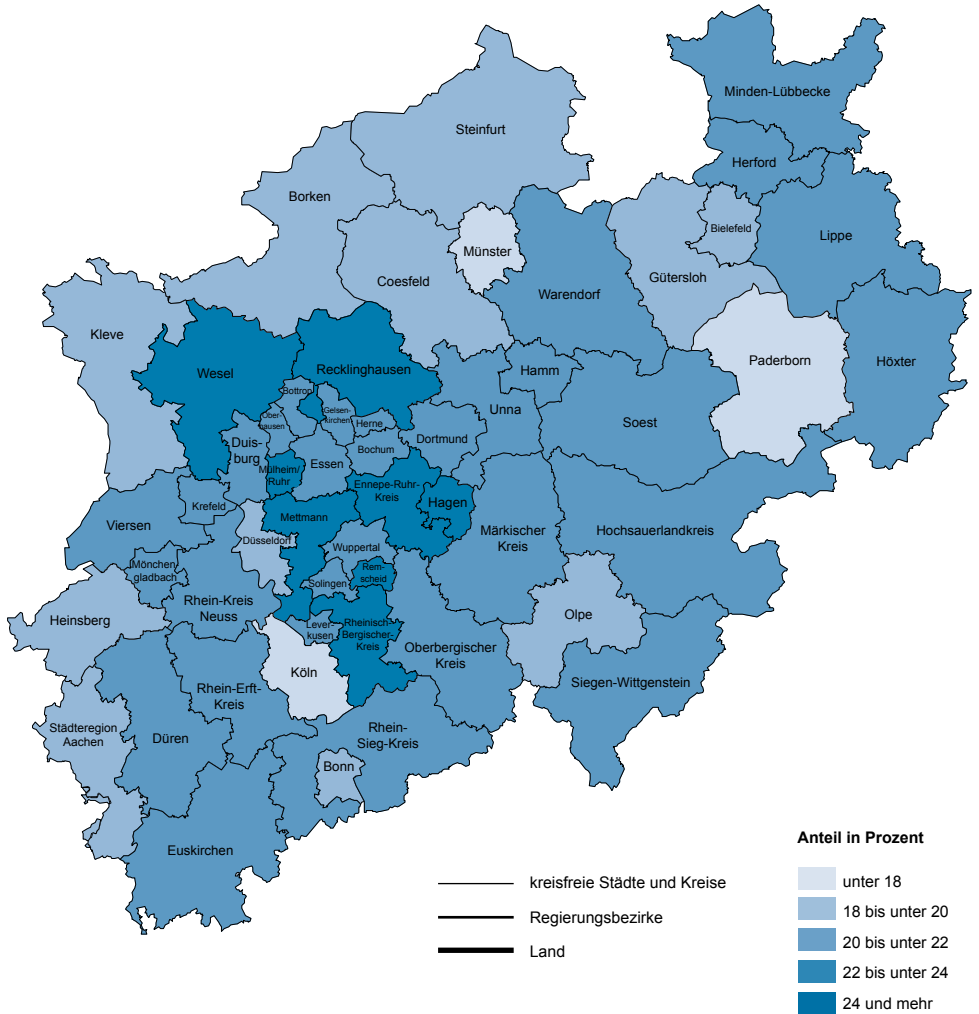 Minden-Lübbecke
Steinfurt
Herford
Borken
Bielefeld
Lippe
Münster
Gütersloh
Coesfeld
Warendorf
Kleve
Paderborn
Höxter
Wesel
Recklinghausen
Hamm
Bottrop
Gelsen-
kirchen
Ober-
hausen
Herne
Unna
Soest
Duis-
burg
Dortmund
Bochum
Essen
Mülheim/
Ruhr
Ennepe-Ruhr-
Kreis
Hagen
Krefeld
Mettmann
Viersen
Märkischer
Kreis
Hochsauerlandkreis
Düsseldorf
Wuppertal
Mönchen
gladbach
Rem-
scheid
Solingen
Rhein-Kreis
Neuss
Heinsberg
Olpe
Lever-
kusen
Rheinisch-
Bergischer-
Kreis
Oberbergischer
Kreis
Köln
Siegen-Wittgenstein
Rhein-Erft-
Kreis
Städteregion
Aachen
Düren
Rhein-
Sieg-Kreis
Bonn
Euskirchen
Anteil in Prozent
kreisfreie Städte und Kreise
unter 18
Regierungsbezirke
18 bis unter 20
Land
20 bis unter 22
22 bis unter 24
24 und mehr